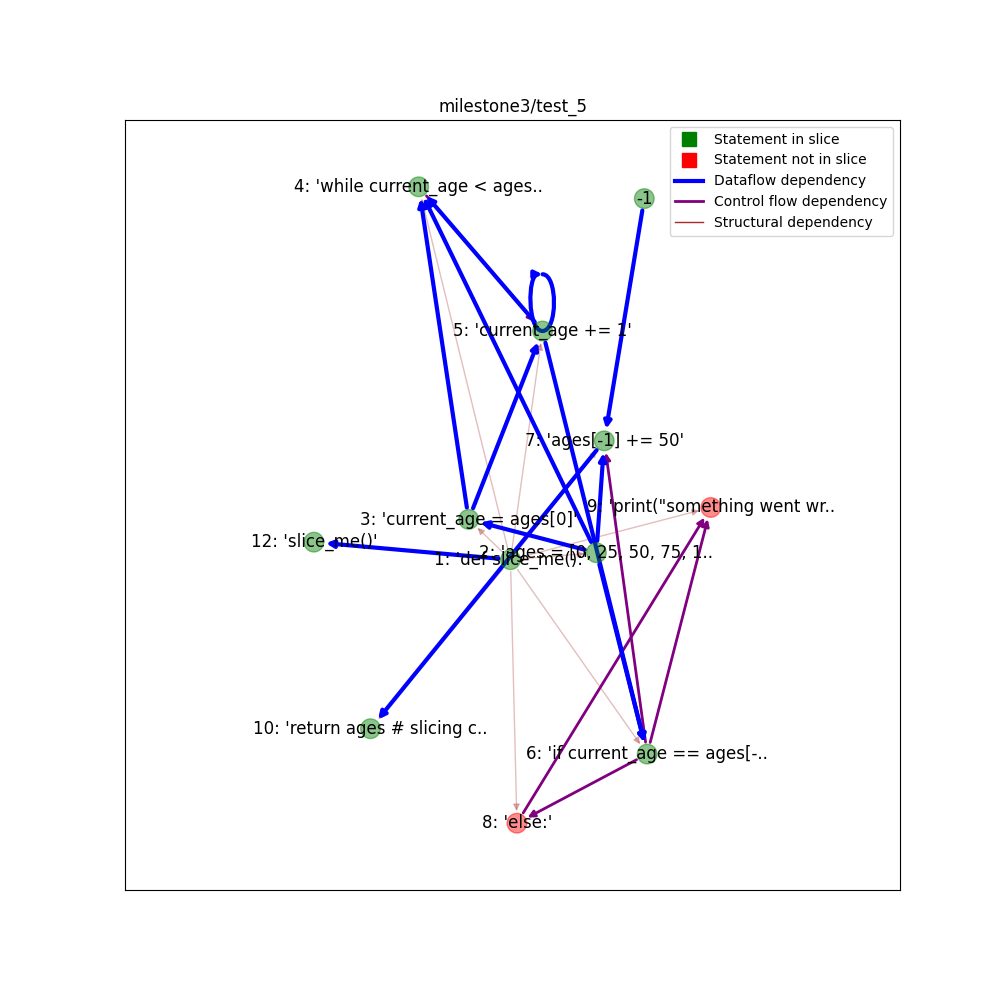 milestone3/test_5
Statement in slice
Statement not in slice
Dataflow dependency
Control flow dependency
Structural dependency
4: 'while current_age < ages..
-1
5: 'current_age += 1'
7: 'ages[-1] += 50'
9: 'print("something went wr..
3: 'current_age = ages[0]'
12: 'slice_me()'
2: 'ages = [0, 25, 50, 75, 1..
1: 'def slice_me():'
10: 'return ages # slicing c..
6: 'if current_age == ages[-..
8: 'else:'